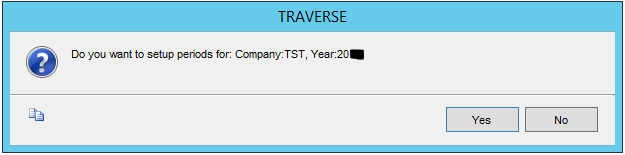 TRAVERSE
Do you want to setup periods for: Company:TST, Year:20
Yes
No